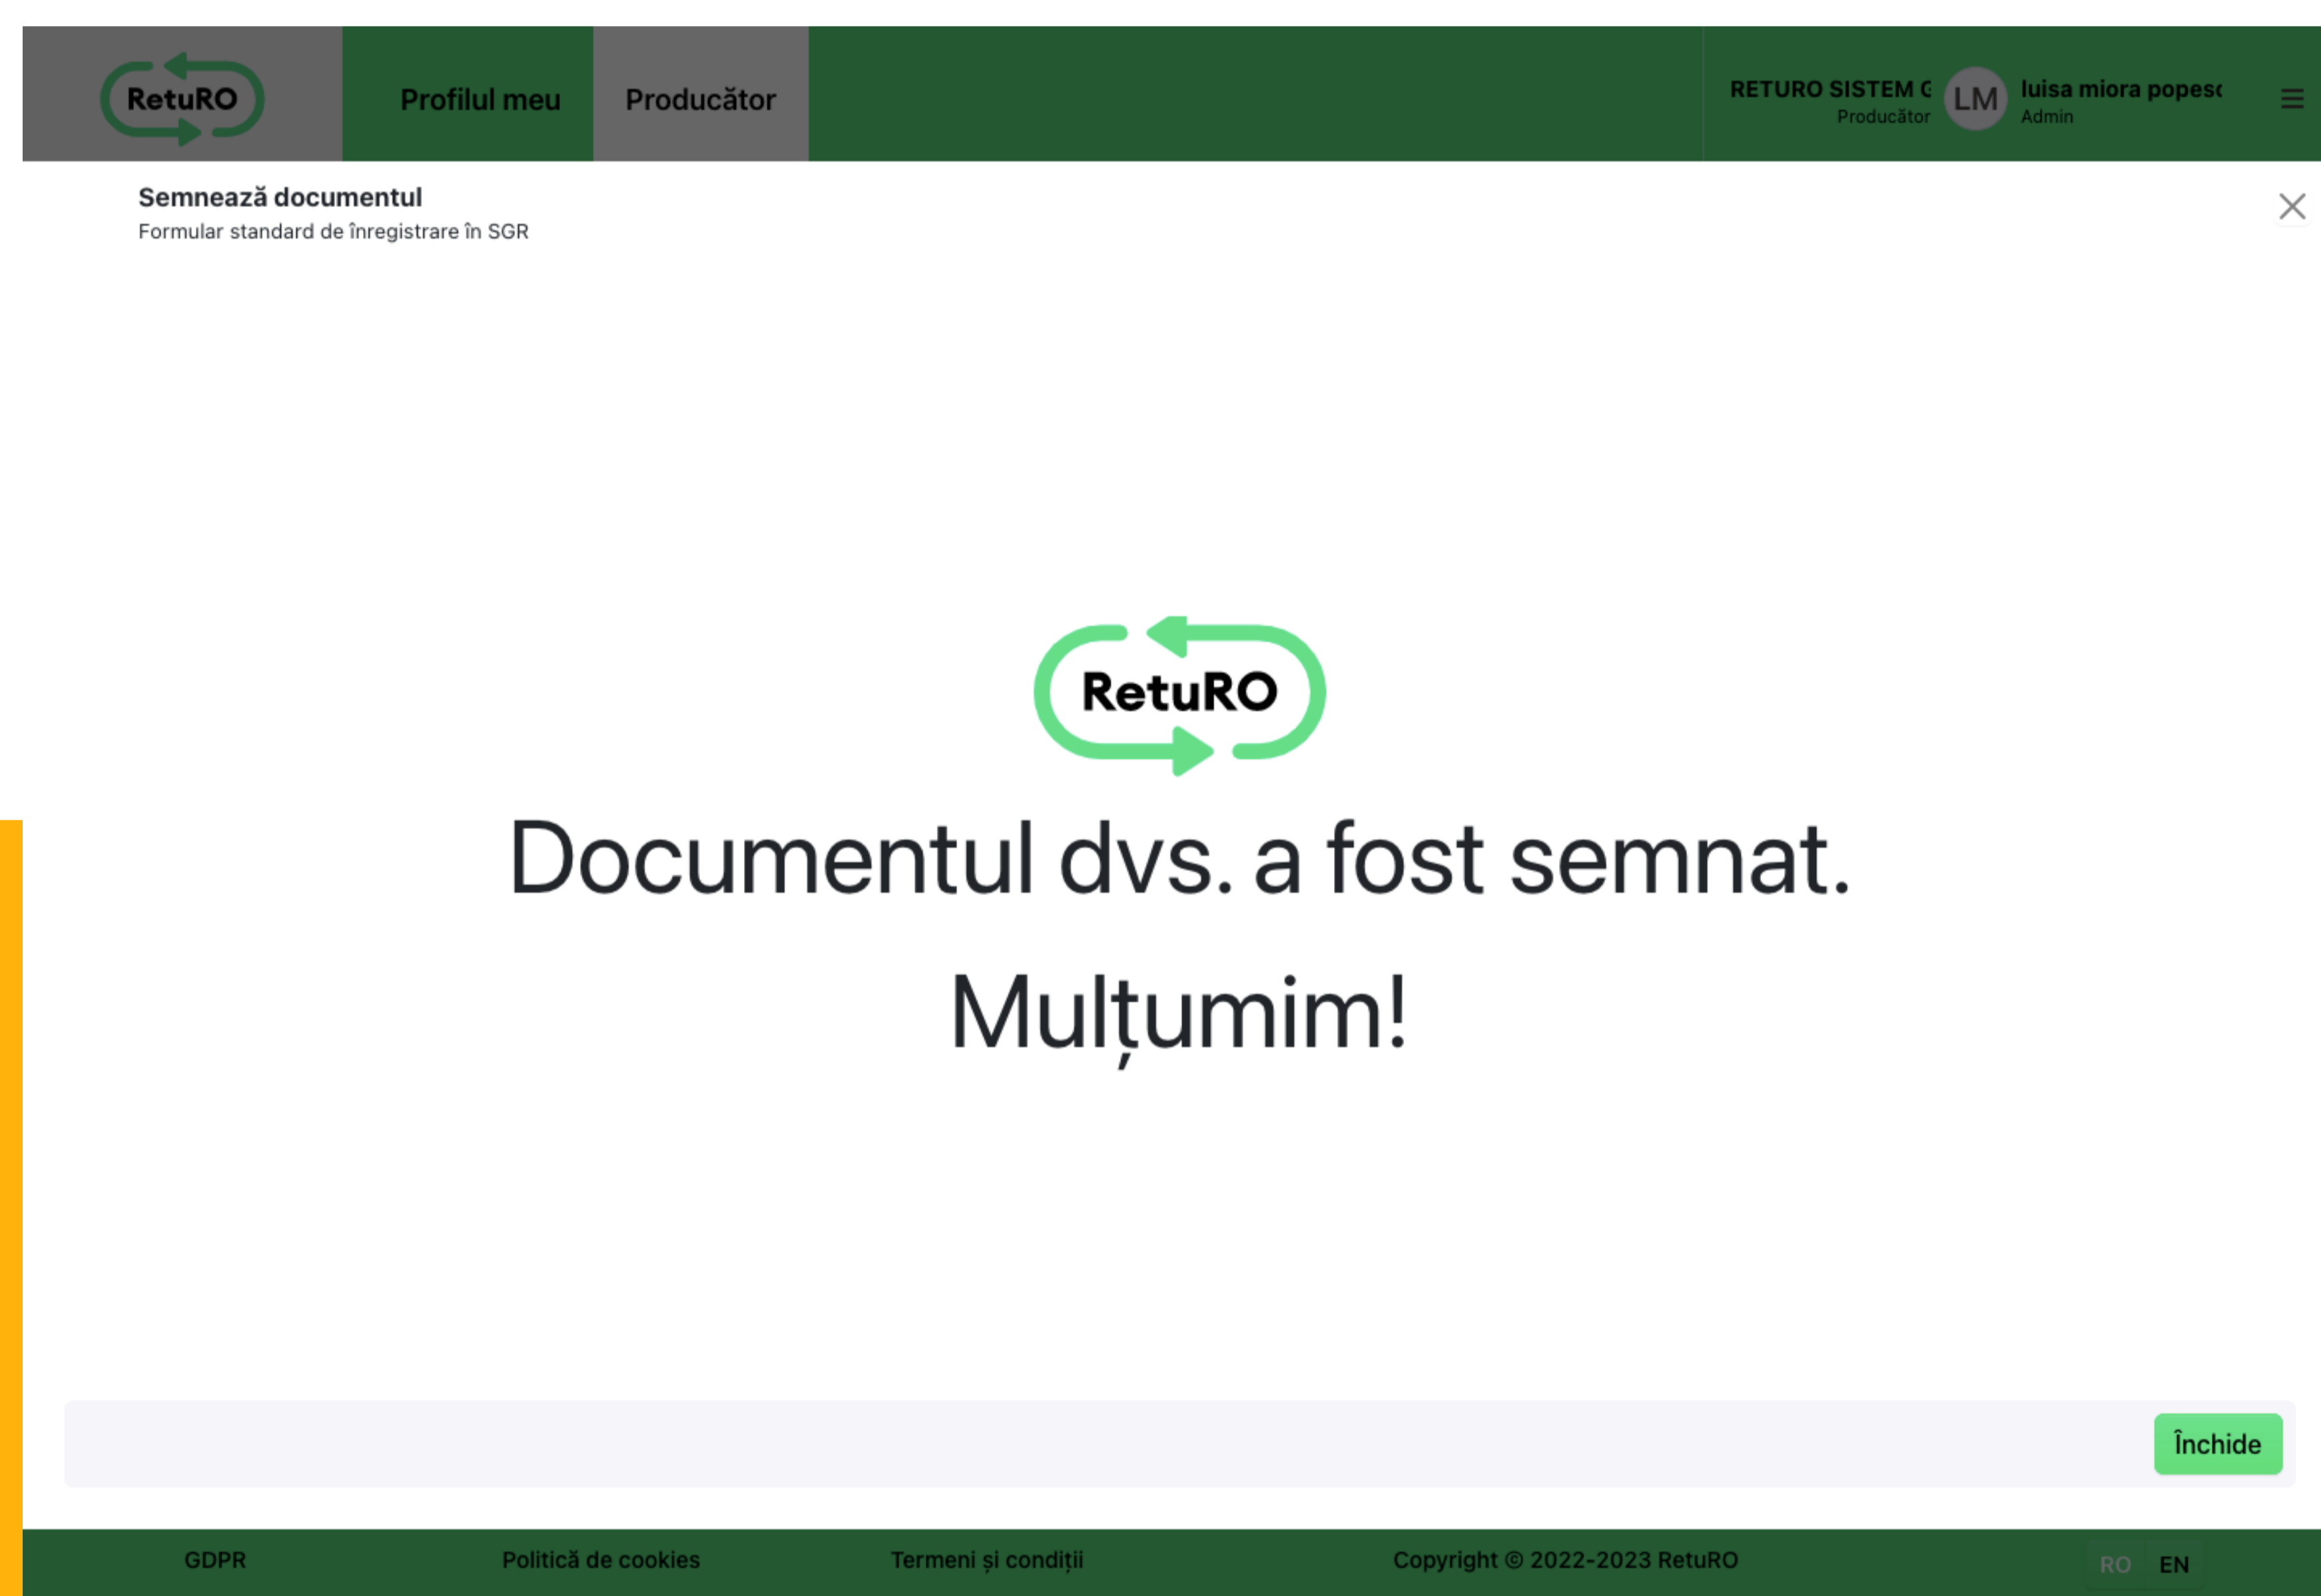 RetuRO
Profilul meu
Producător
RETURO SISTEM G
Producător
LM
luisa miora popesc
Admin
Semnează documentul
Formular standard de înregistrare în SGR
RetuRO
Documentul dvs. a fost semnat.
Mulțumim!
Închide
GDPR
Politică de cookies
Termeni și condiții
Copyright © 2022-2023 RetuRO
RO
EN